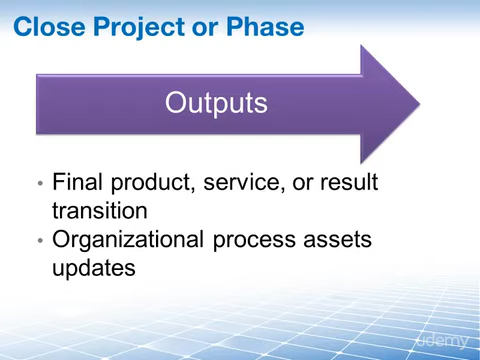 Close Project or Phase
Outputs
• Final product, service, or result
transition
• Organizational process assets
updates
udemy